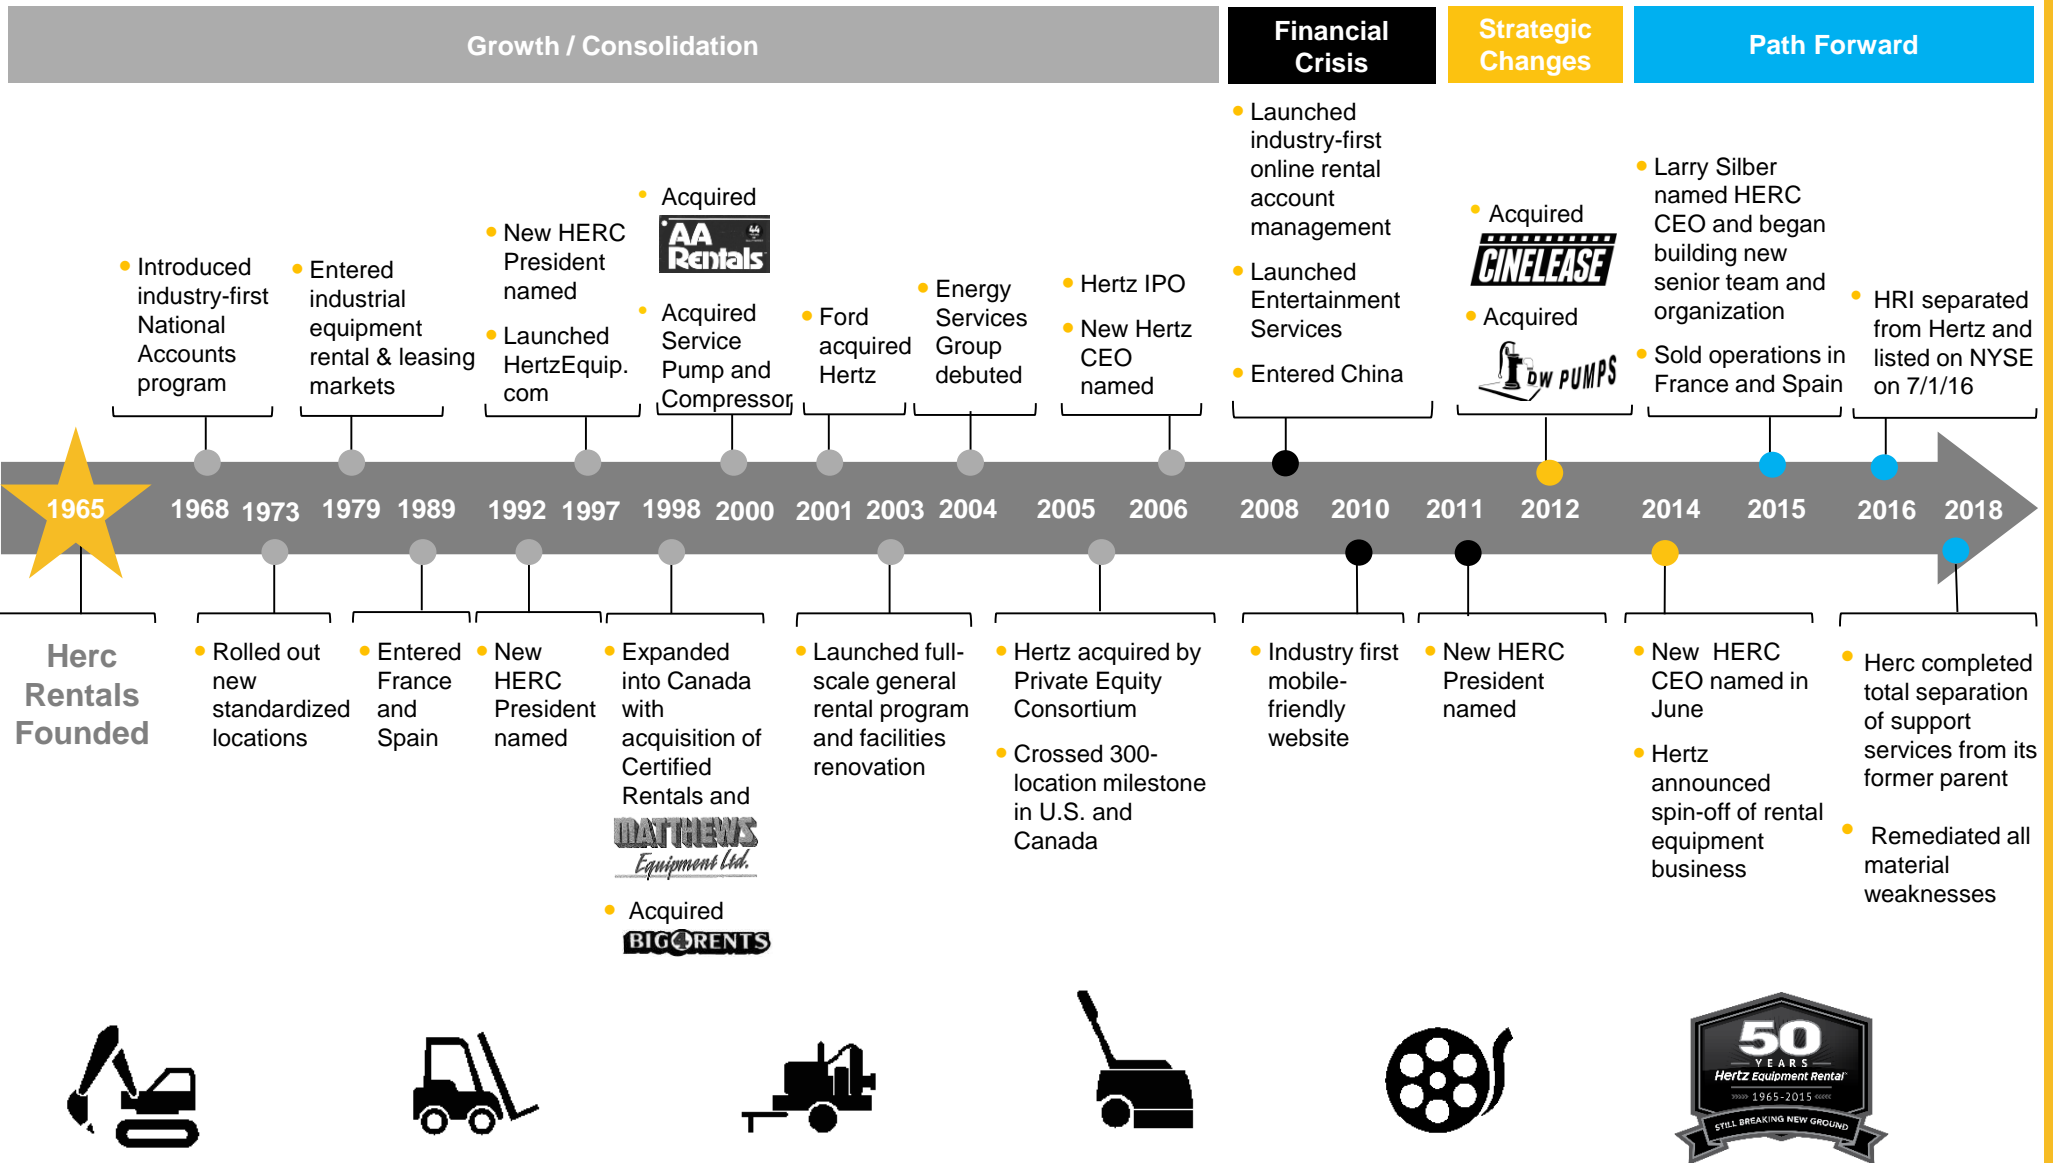 Growth / Consolidation
Financial
Crisis
Strategic
Changes
Path Forward
• Introduced
industry-first
National
Accounts
program
• Entered
industrial
equipment
rental & leasing
markets
• New HERC
President
named
• Launched
HertzEquip.
com
• Acquired
AA
Rentals
• Acquired
Service
Pump and
Compressor
• Ford
acquired
Hertz
• Energy
Services
Group
debuted
• Hertz IPO
• New Hertz
CEO
named
• Launched
industry-first
online rental
account
management
• Launched
Entertainment
Services
• Entered China
• Acquired
CINELEASE
• Acquired
DW PUMPS
• Larry Silber
named HERC
CEO and began
building new
senior team and
organization
• Sold operations in
France and Spain
• HRI separated
from Hertz and
listed on NYSE
on 7/1/16
1965 1968 1973 1979 1989 1992 1997 1998 2000 2001 2003 2004 2005 2006 2008 2010 2011 2012 2014 2015 2016 2018
Herc
Rentals
Founded
• Rolled out
new
standardized
locations
• Entered
France
and
Spain
• New
HERC
President
named
• Expanded
into Canada
with
acquisition of
Certified
Rentals and
MATTHEWS
Equipment Ltd.
• Acquired
BIG4RENTS
• Launched full-
scale general
rental program
and facilities
renovation
• Hertz acquired by
Private Equity
Consortium
• Crossed 300-
location milestone
in U.S. and
Canada
• Industry first
mobile-
friendly
website
• New HERC
President
named
• New HERC
CEO named in
June
• Hertz
announced
spin-off of rental
equipment
business
• Herc completed
total separation
of support
services from its
former parent
• Remediated all
material
weaknesses
50
YEARS
Hertz Equipment Rental
1965-2015
STILL BREAKING NEW GROUND